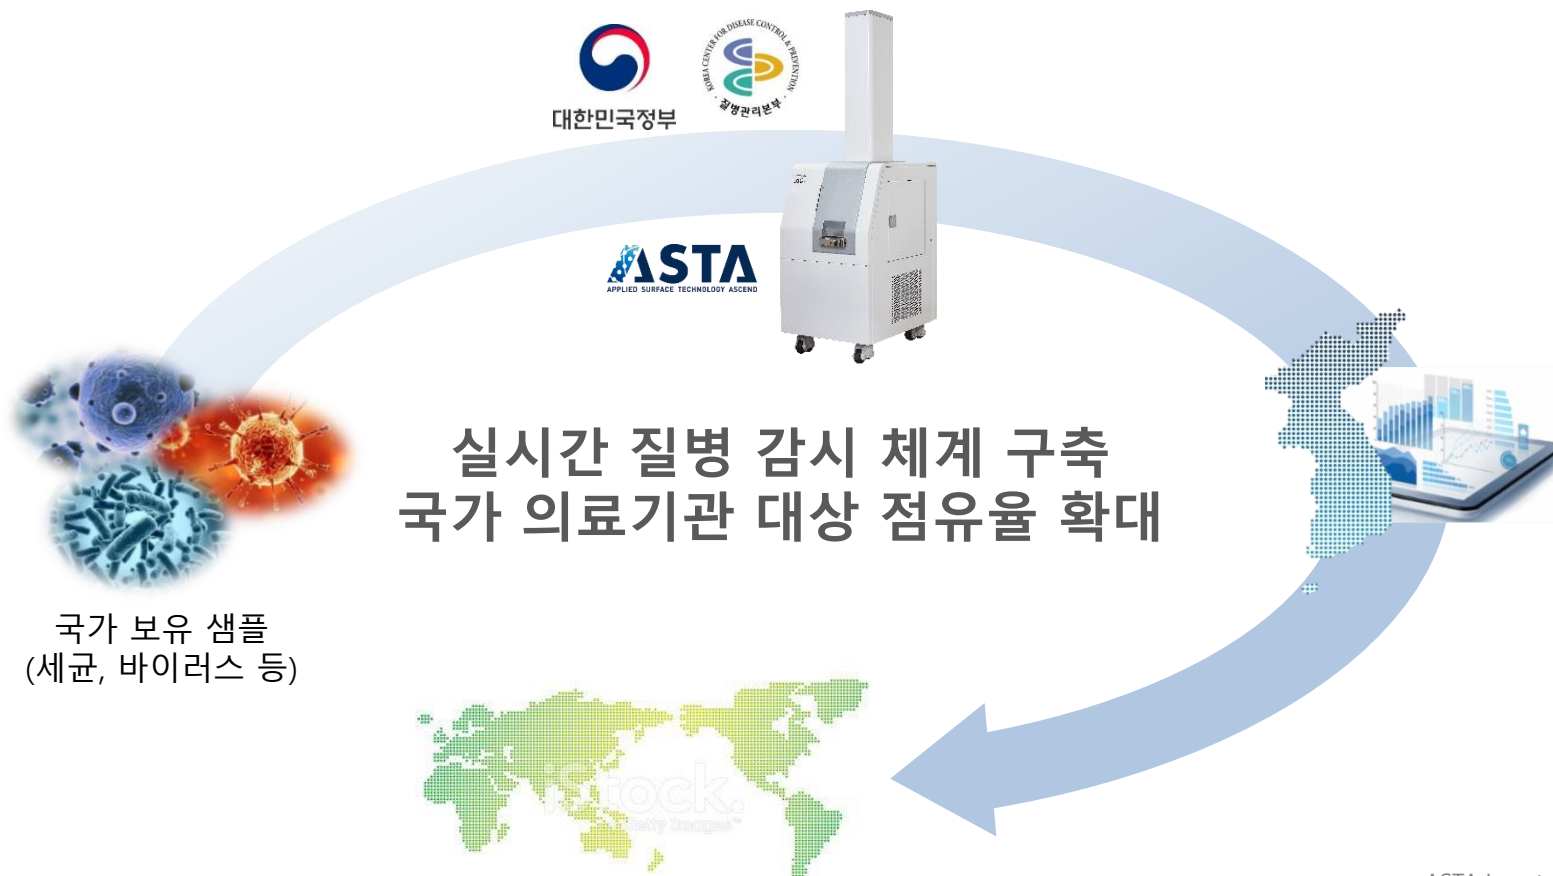 대한민국정부
KOREA CENTER FOR DISEASE CONTROL & PREVENTION
질병관리본부
ASTA
APPLIED SURFACE TECHNOLOGY ASCEND
실시간 질병 감시 체계 구축
국가 의료기관 대상 점유율 확대
국가 보유 샘플
(세균, 바이러스 등)
iStock.
Getty Images™